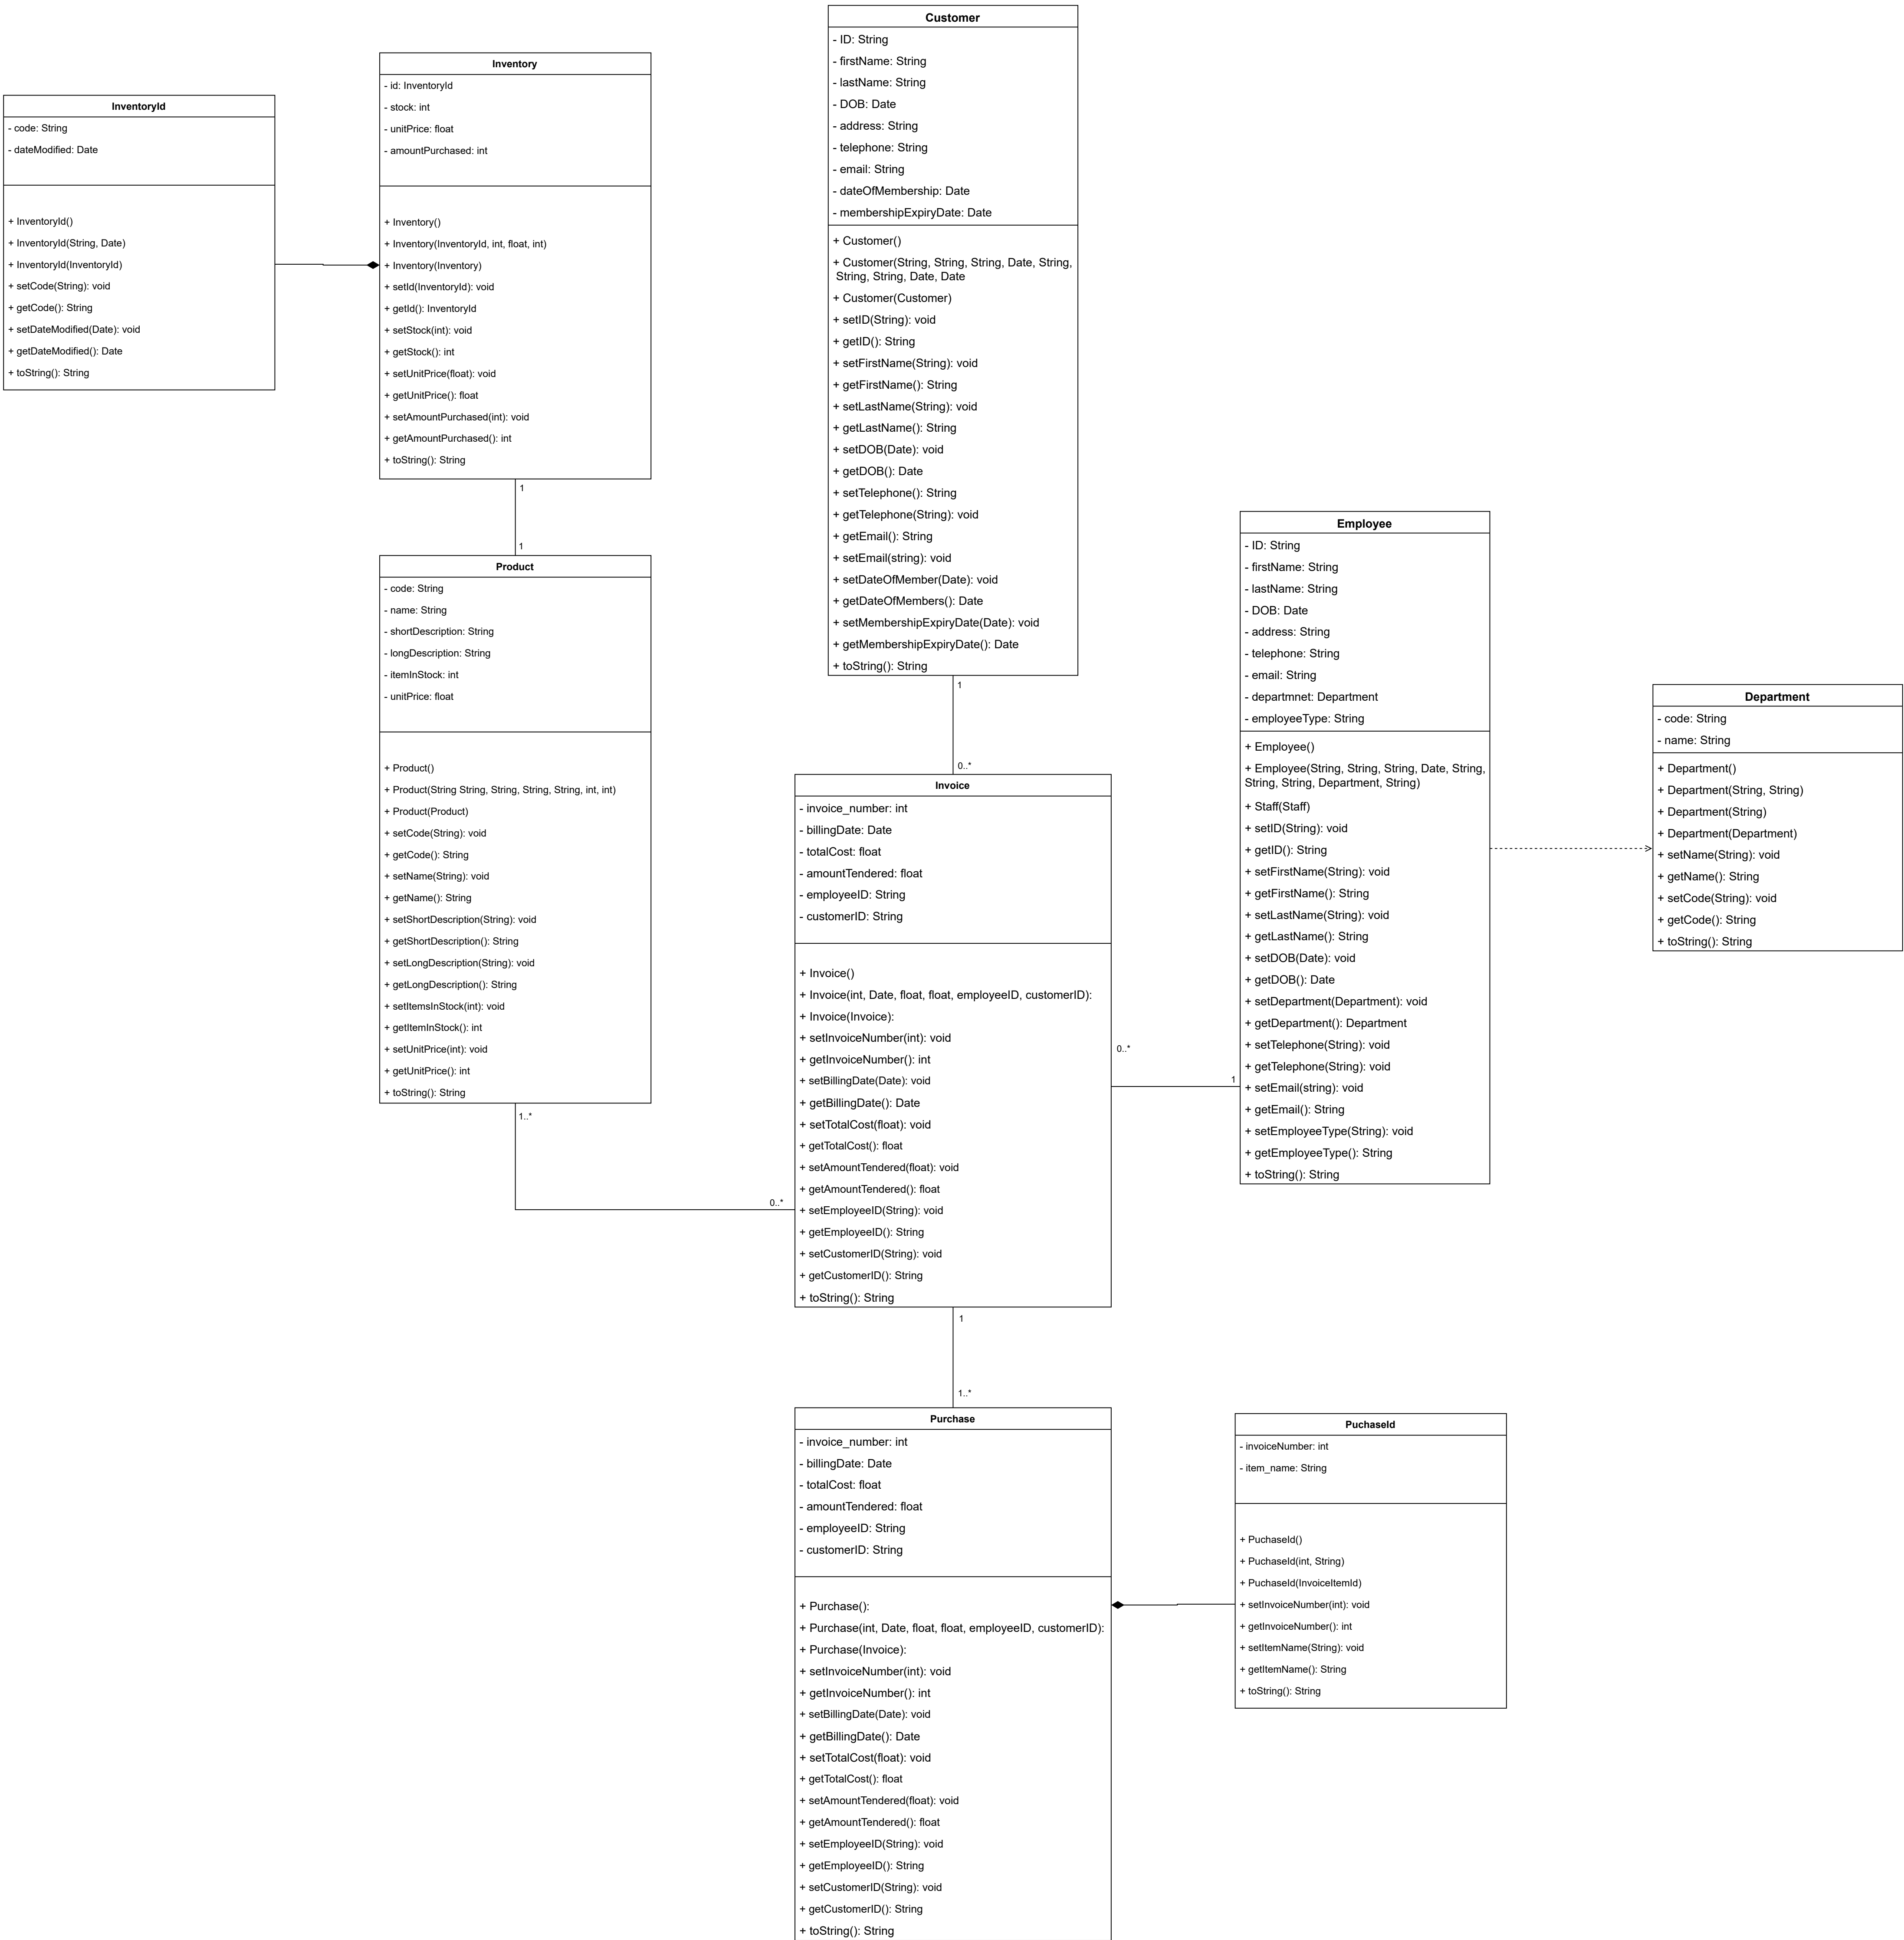 Customer
- ID: String
- firstName: String
- lastName: String
- DOB: Date
- address: String
- telephone: String
- email: String
- dateOfMembership: Date
- membershipExpiryDate: Date
+ Customer()
+ Customer(String, String, String, Date, String,
String, String, Date, Date
+ Customer(Customer)
+ setID(String): void
+ getID(): String
+ setFirstName(String): void
+ getFirstName(): String
+ setLastName(String): void
+ getLastName(): String
+ setDOB(Date): void
+ getDOB(): Date
+ setTelephone(): String
+ getTelephone(String): void
+ getEmail(): String
+ setEmail(string): void
+ setDateOfMember(Date): void
+ getDateOfMembers(): Date
+ setMembershipExpiryDate(Date): void
+ getMembershipExpiryDate(): Date
+ toString(): String
1
0..*
Inventory
- id: InventoryId
- stock: int
- unitPrice: float
- amountPurchased: int
+ Inventory()
+ Inventory(InventoryId, int, float, int)
+ Inventory(Inventory)
+ setId(InventoryId): void
+ getId(): InventoryId
+ setStock(int): void
+ getStock(): int
+ setUnitPrice(float): void
+ getUnitPrice(): float
+ setAmountPurchased(int): void
+ getAmountPurchased(): int
+ toString(): String
1
1
InventoryId
- code: String
- dateModified: Date
+ InventoryId()
+ InventoryId(String, Date)
+ InventoryId(InventoryId)
+ setCode(String): void
+ getCode(): String
+ setDateModified(Date): void
+ getDateModified(): Date
+ toString(): String
Product
- code: String
- name: String
- shortDescription: String
- longDescription: String
- itemInStock: int
- unitPrice: float
+ Product()
+ Product(String String, String, String, String, int, int)
+ Product(Product)
+ setCode(String): void
+ getCode(): String
+ setName(String): void
+ getName(): String
+ setShortDescription(String): void
+ getShortDescription(): String
+ setLongDescription(String): void
+ getLongDescription(): String
+ setItemsInStock(int): void
+ getItemInStock(): int
+ setUnitPrice(int): void
+ getUnitPrice(): int
+ toString(): String
1..*
0..*
Employee
- ID: String
- firstName: String
- lastName: String
- DOB: Date
- address: String
- telephone: String
- email: String
- departmnet: Department
- employeeType: String
+ Employee()
+ Employee(String, String, String, Date, String,
String, String, Department, String)
+ Staff(Staff)
+ setID(String): void
+ getID(): String
+ setFirstName(String): void
+ getFirstName(): String
+ setLastName(String): void
+ getLastName(): String
+ setDOB(Date): void
+ getDOB(): Date
+ setDepartment(Department): void
+ getDepartment(): Department
+ setTelephone(String): void
+ getTelephone(String): void
+ setEmail(string): void
+ getEmail(): String
+ setEmployeeType(String): void
+ getEmployeeType(): String
+ toString(): String
Department
- code: String
- name: String
+ Department()
+ Department(String, String)
+ Department(String)
+ Department(Department)
+ setName(String): void
+ getName(): String
+ setCode(String): void
+ getCode(): String
+ toString(): String
Invoice
- invoice_number: int
- billingDate: Date
- totalCost: float
- amountTendered: float
- employeeID: String
- customerID: String
+ Invoice()
+ Invoice(int, Date, float, float, employeeID, customerID):
+ Invoice(Invoice):
+ setInvoiceNumber(int): void
+ getInvoiceNumber(): int
+ setBillingDate(Date): void
+ getBillingDate(): Date
+ setTotalCost(float): void
+ getTotalCost(): float
+ setAmountTendered(float): void
+ getAmountTendered(): float
+ setEmployeeID(String): void
+ getEmployeeID(): String
+ setCustomerID(String): void
+ getCustomerID(): String
+ toString(): String
0..*
1
1
1..*
Purchase
- invoice_number: int
- billingDate: Date
- totalCost: float
- amountTendered: float
- employeeID: String
- customerID: String
+ Purchase():
+ Purchase(int, Date, float, float, employeeID, customerID):
+ Purchase(Invoice):
+ setInvoiceNumber(int): void
+ getInvoiceNumber(): int
+ setBillingDate(Date): void
+ getBillingDate(): Date
+ setTotalCost(float): void
+ getTotalCost(): float
+ setAmountTendered(float): void
+ getAmountTendered(): float
+ setEmployeeID(String): void
+ getEmployeeID(): String
+ setCustomerID(String): void
+ getCustomerID(): String
+ toString(): String
PuchaseId
- invoiceNumber: int
- item_name: String
+ PuchaseId()
+ PuchaseId(int, String)
+ PuchaseId(InvoiceItemId)
+ setInvoiceNumber(int): void
+ getInvoiceNumber(): int
+ setItemName(String): void
+ getItemName(): String
+ toString(): String